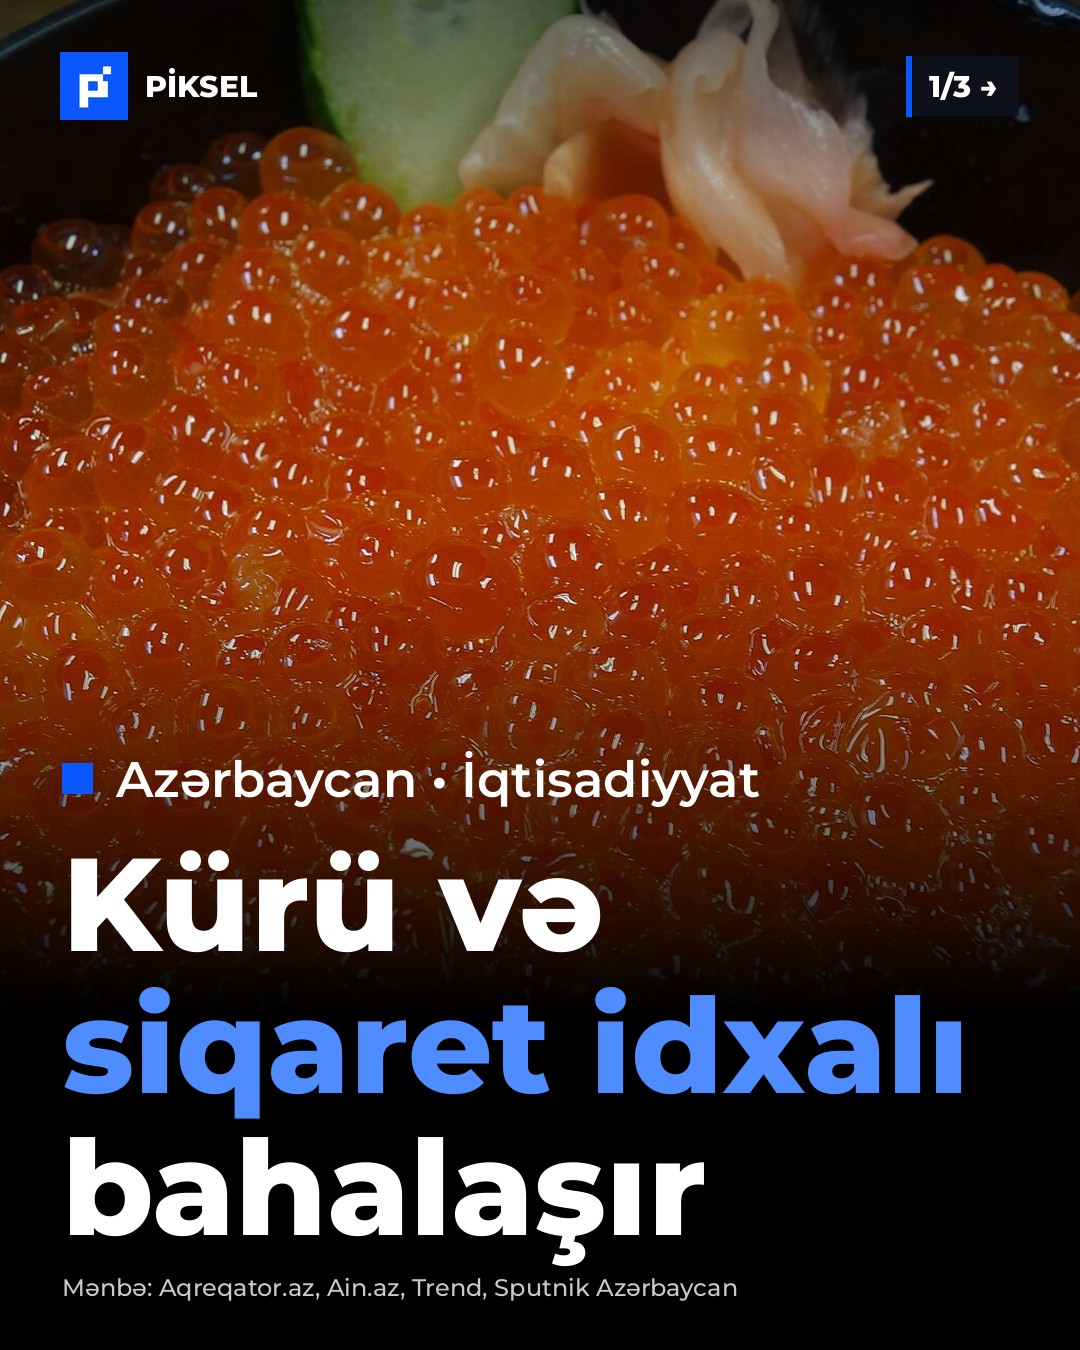 PİKSEL
1/3 →
Azərbaycan • İqtisadiyyat
Kürü və
siqaret idxalı
bahalaşır
Mənbə: Aqreqator.az, Ain.az, Trend, Sputnik Azərbaycan